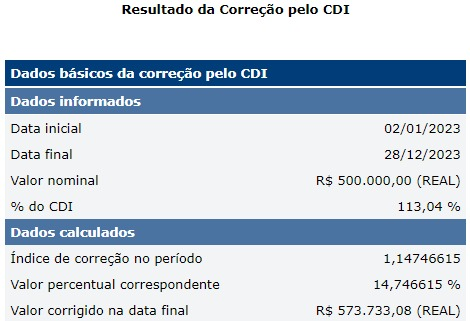 Resultado da Correção pelo CDI
Dados básicos da correção pelo CDI
Dados informados
Data inicial 02/01/2023
Data final 28/12/2023
Valor nominal R$ 500.000,00 (REAL)
% do CDI 113,04 %
Dados calculados
Índice de correção no período 1,14746615
Valor percentual correspondente 14,746615 %
Valor corrigido na data final R$ 573.733,08 (REAL)